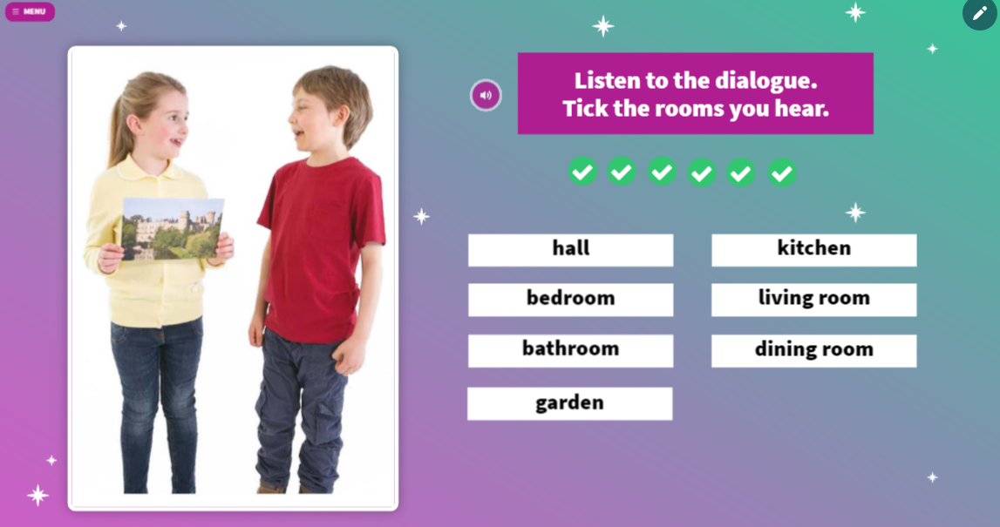 MENU
Listen to the dialogue.
Tick the rooms you hear.
hall
kitchen
bedroom
living room
bathroom
dining room
garden